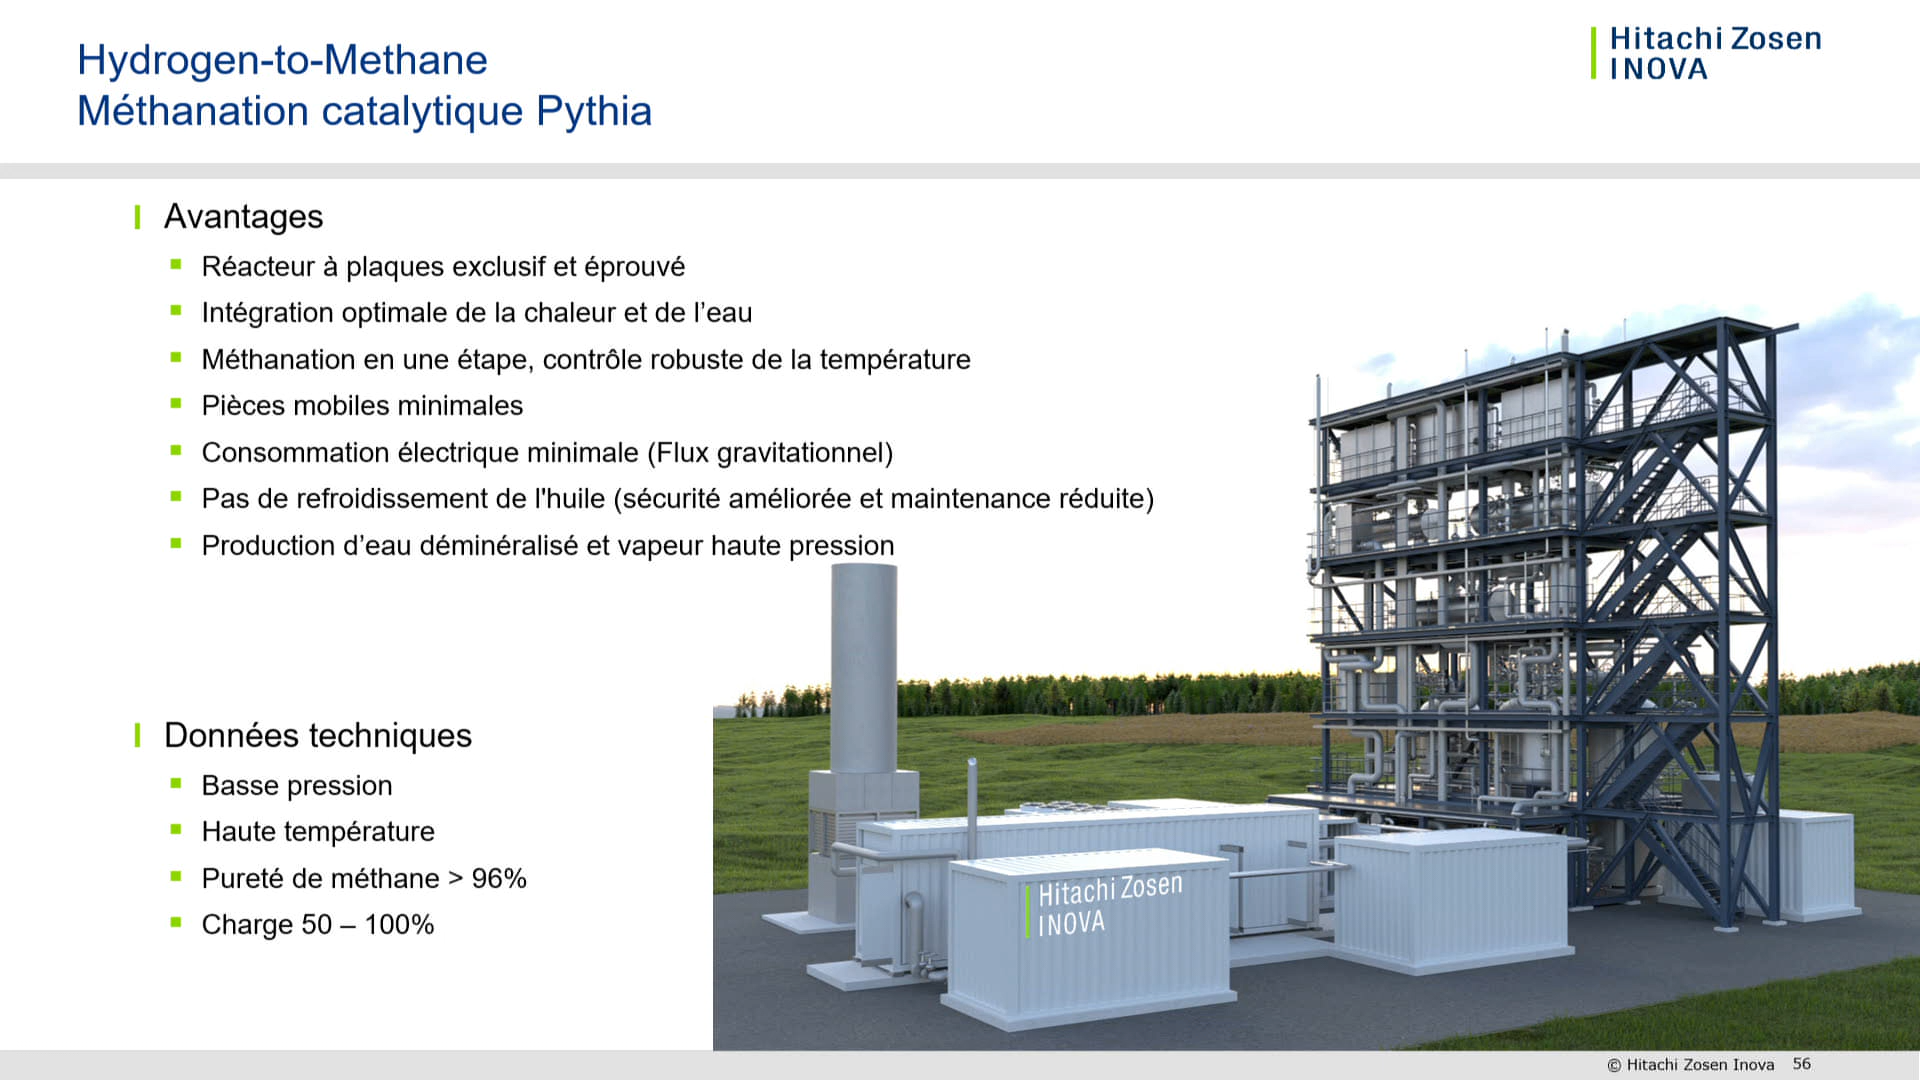 Hydrogen-to-Methane
Méthanation catalytique Pythia
Hitachi Zosen
INOVA
Avantages
Réacteur à plaques exclusif et éprouvé
Intégration optimale de la chaleur et de l’eau
Méthanation en une étape, contrôle robuste de la température
Pièces mobiles minimales
Consommation électrique minimale (Flux gravitationnel)
Pas de refroidissement de l'huile (sécurité améliorée et maintenance réduite)
Production d’eau déminéralisé et vapeur haute pression
Données techniques
Basse pression
Haute température
Pureté de méthane > 96%
Charge 50 – 100%
Hitachi Zosen
INOVA
© Hitachi Zosen Inova 56